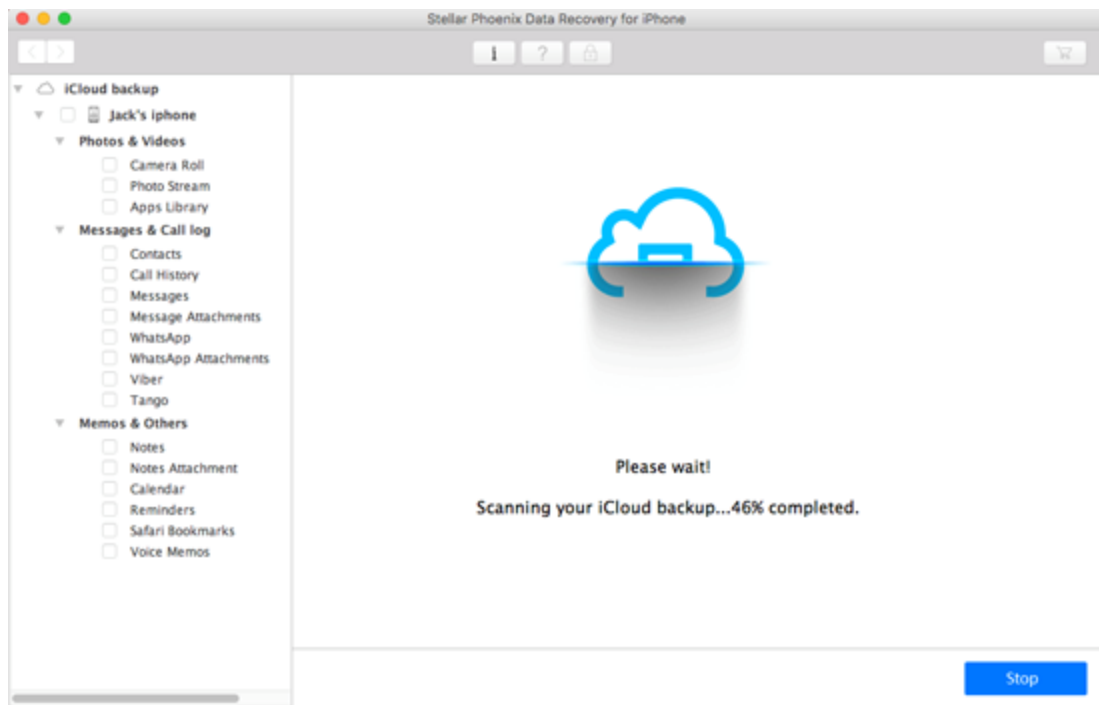 Stellar Phoenix Data Recovery for iPhone
iCloud backup
Jack's iphone
Photos & Videos
Camera Roll
Photo Stream
Apps Library
Messages & Call log
Contacts
Call History
Messages
Message Attachments
WhatsApp
WhatsApp Attachments
Viber
Tango
Memos & Others
Notes
Notes Attachment
Calendar
Reminders
Safari Bookmarks
Voice Memos
Please wait!
Scanning your iCloud backup...46% completed.
Stop